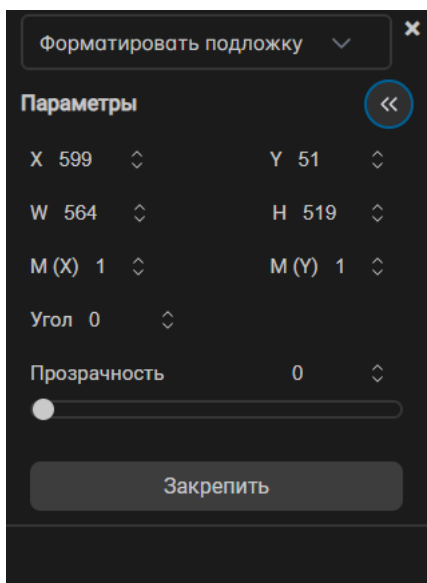 Форматировать подложку
Параметры
X 599 Y 51
W 564 H 519
M (X) 1 M (Y) 1
Угол 0
Прозрачность 0
Закрепить